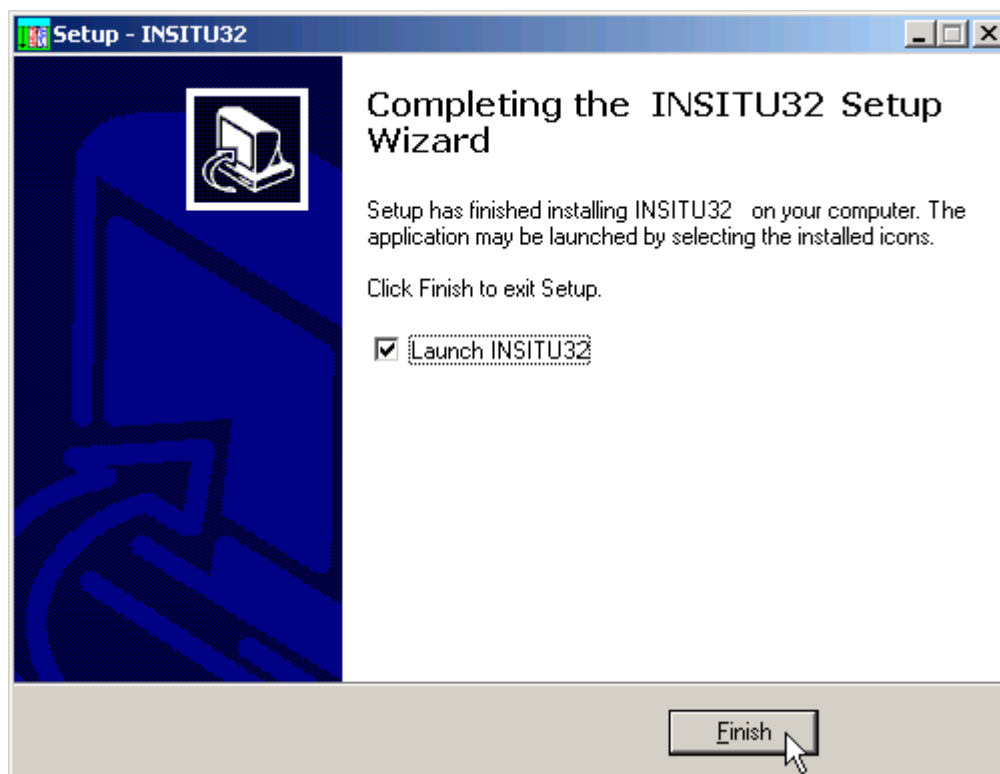 Setup - INSITU32
Completing the INSITU32 Setup
Wizard
Setup has finished installing INSITU32 on your computer. The
application may be launched by selecting the installed icons.
Click Finish to exit Setup.
Launch INSITU32
Finish